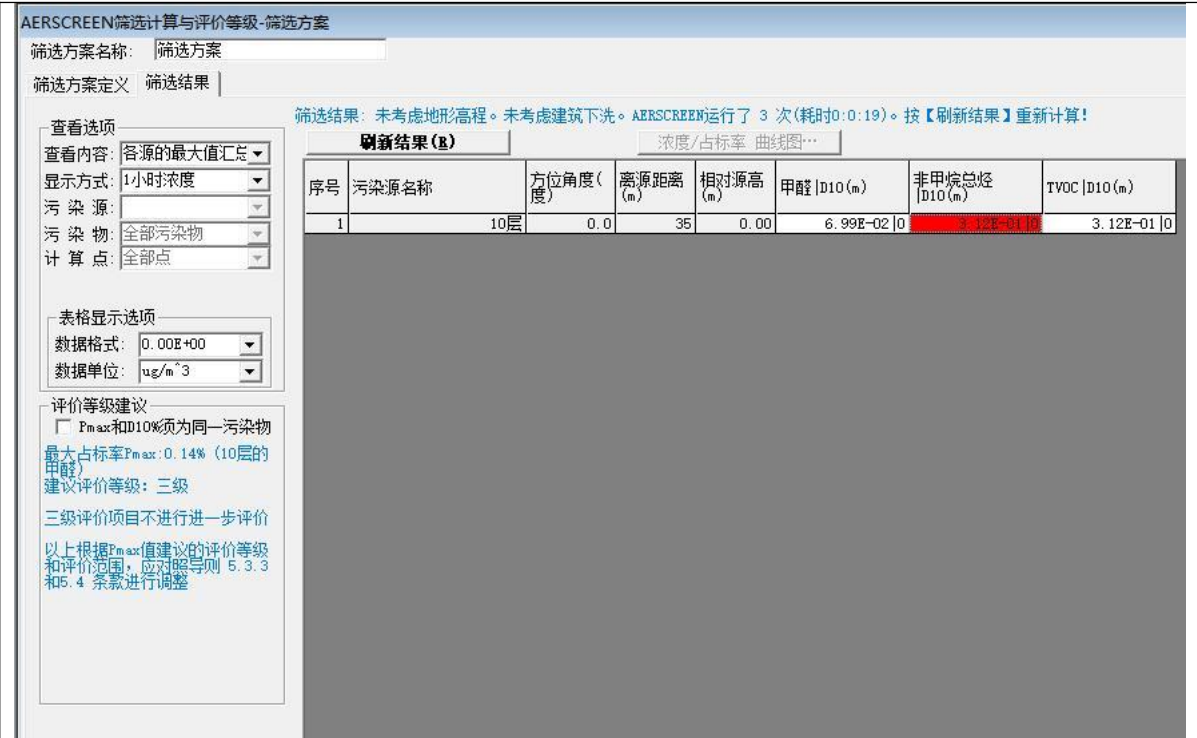 AERSCREEN筛选计算与评价等级-筛选方案
筛选方案名称: 筛选方案
筛选方案定义 筛选结果
筛选结果: 未考虑地形高程。未考虑建筑下洗。AERSCREEN运行了 3 次(耗时0:0:19)。按【刷新结果】重新计算!
查看选项
查看内容: 各源的最大值汇总
显示方式: 1小时浓度
污 染 源:
污 染 物: 全部污染物
计 算 点: 全部点
刷新结果(R) 浓度/占标率 曲线图…
序号 污染源名称 方位角度(度) 离源距离(m) 相对源高(m) 甲醛|D10(m) 非甲烷总烃|D10(m) TVOC|D10(m)
1 10层 0.0 35 0.00 6.99E-02|0 3.12E-01|0 3.12E-01|0
表格显示选项
数据格式: 0.00E+00
数据单位: ug/m^3
评价等级建议
Pmax和D10%须为同一污染物
最大占标率Pmax:0.14% (10层的
甲醛)
建议评价等级: 三级
三级评价项目不进行进一步评价
以上根据Pmax值建议的评价等级
和评价范围, 应对照导则 5.3.3
和5.4 条款进行调整